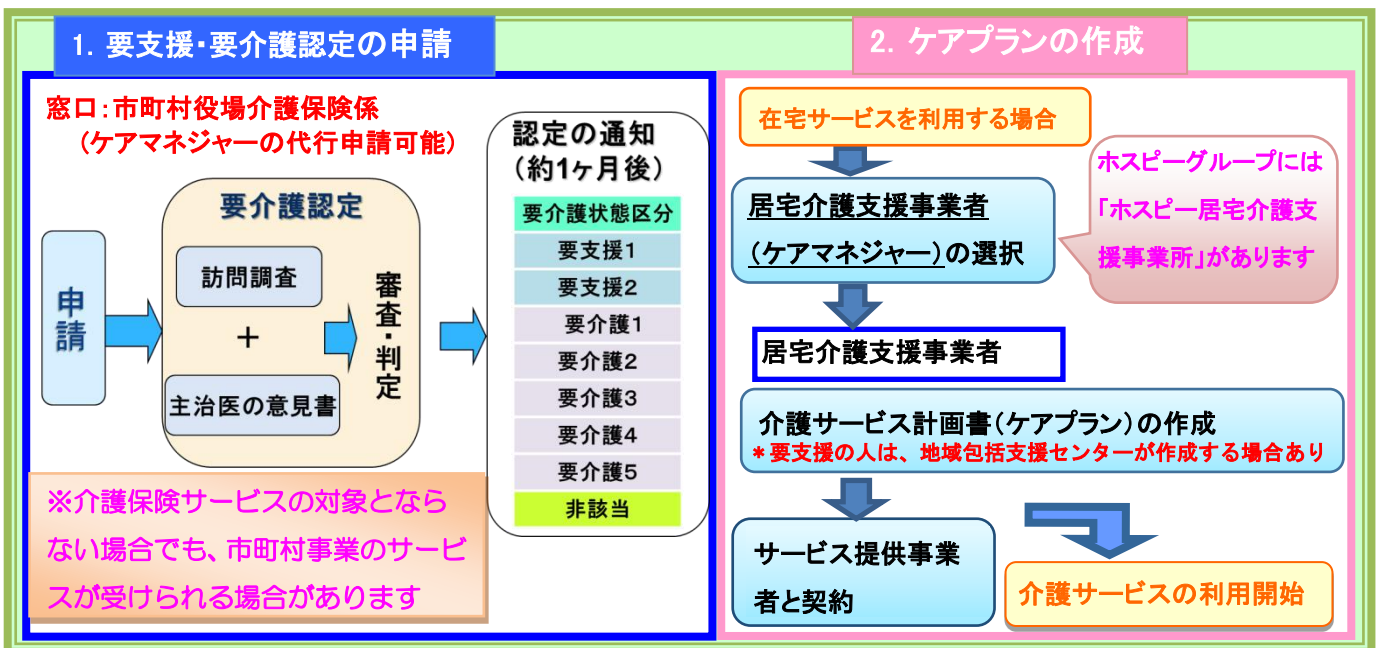 1. 要支援・要介護認定の申請
窓口：市町村役場介護保険係
（ケアマネジャーの代行申請可能）
申請
要介護認定
訪問調査
＋
主治医の意見書
審査・判定
認定の通知
（約1ヶ月後）
要介護状態区分
要支援1
要支援2
要介護1
要介護2
要介護3
要介護4
要介護5
非該当
※介護保険サービスの対象となら
ない場合でも、市町村事業のサービ
スが受けられる場合があります
2. ケアプランの作成
在宅サービスを利用する場合
居宅介護支援事業者
（ケアマネジャー）の選択
ホスピーグループには
「ホスピー居宅介護支
援事業所」があります
居宅介護支援事業者
介護サービス計画書（ケアプラン）の作成
＊要支援の人は、地域包括支援センターが作成する場合あり
サービス提供事業
者と契約
介護サービスの利用開始